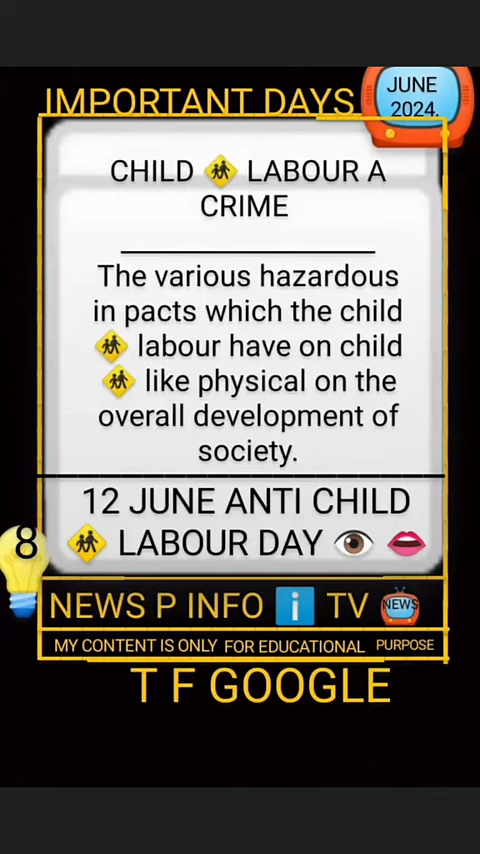 IMPORTANT DAYS
JUNE
2024.
CHILD 🚸 LABOUR A
CRIME
The various hazardous
in pacts which the child
🚸 labour have on child
🚸 like physical on the
overall development of
society.
12 JUNE ANTI CHILD
🚸 LABOUR DAY 👁️ 👄
8
NEWS P INFO ℹ️ TV NEWS
MY CONTENT IS ONLY FOR EDUCATIONAL PURPOSE
T F GOOGLE